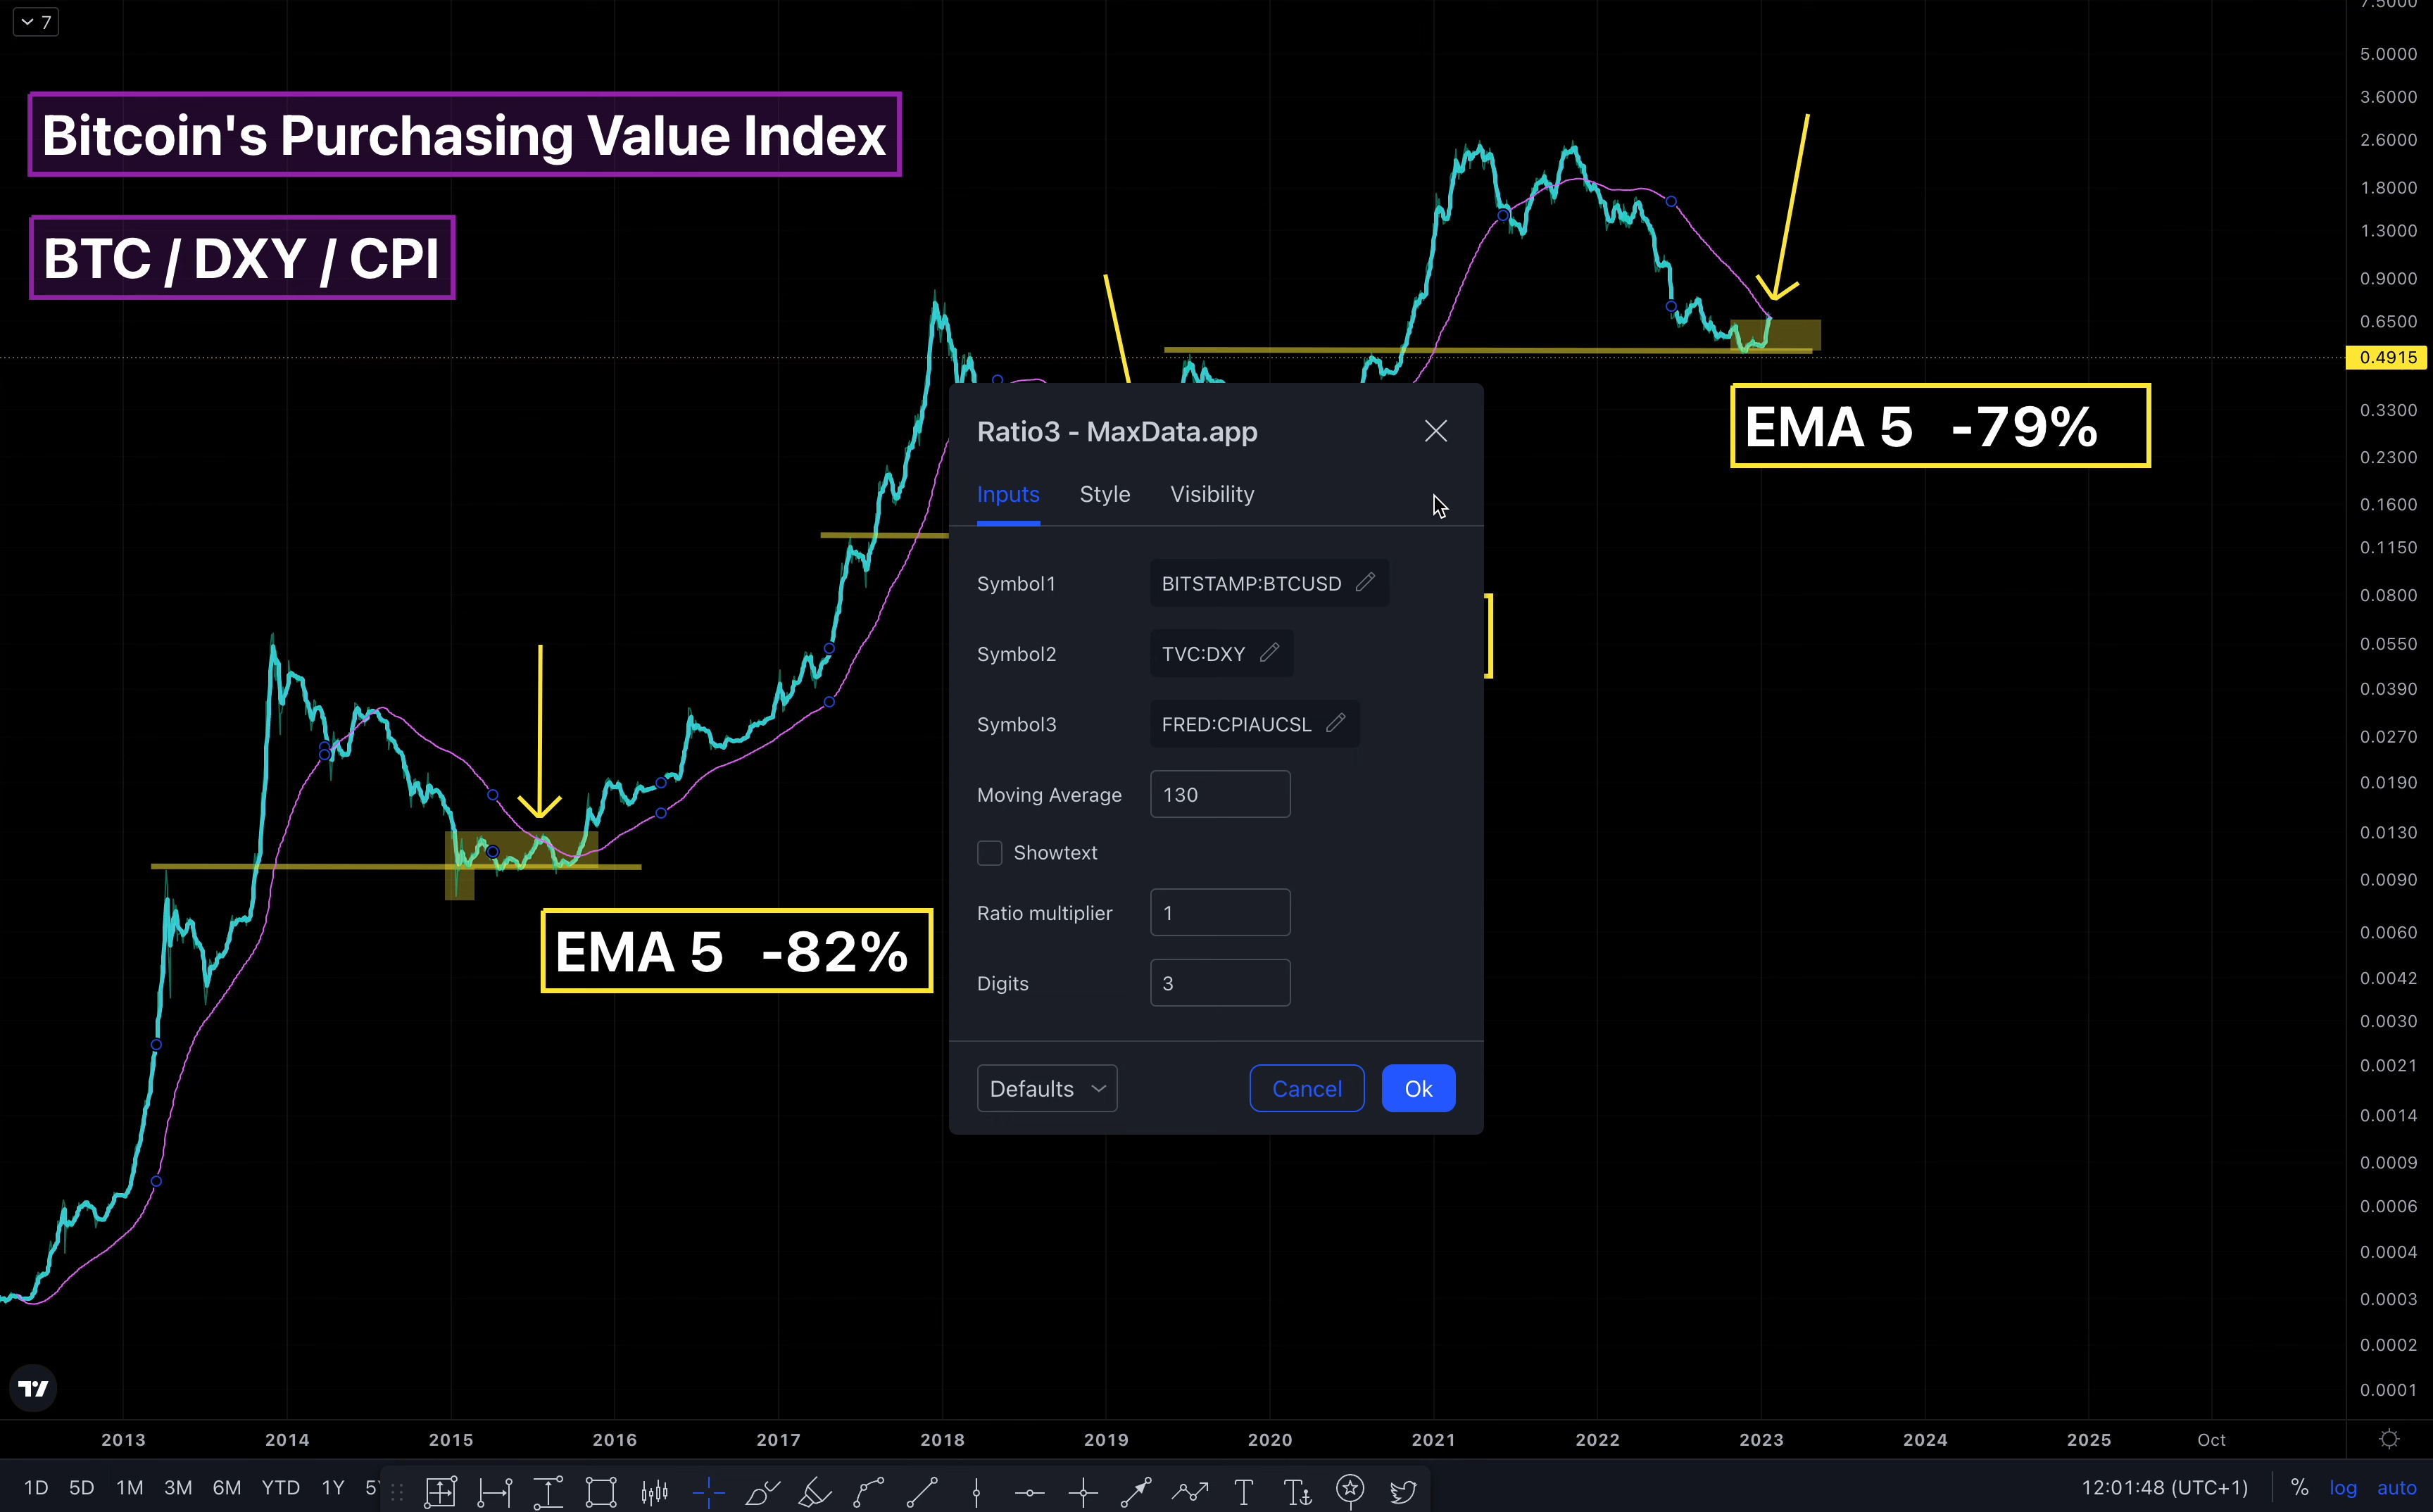 7
Bitcoin's Purchasing Value Index
BTC / DXY / CPI
EMA 5 -79%
EMA 5 -82%
Ratio3 - MaxData.app
Inputs Style Visibility
Symbol1 BITSTAMP:BTCUSD
Symbol2 TVC:DXY
Symbol3 FRED:CPIAUCSL
Moving Average 130
Showtext
Ratio multiplier 1
Digits 3
Defaults Cancel Ok
7.5000
5.0000
3.6000
2.6000
1.8000
1.3000
0.9000
0.6500
0.4915
0.3300
0.2300
0.1600
0.1150
0.0800
0.0550
0.0390
0.0270
0.0190
0.0130
0.0090
0.0060
0.0042
0.0030
0.0021
0.0014
0.0009
0.0006
0.0004
0.0003
0.0002
0.0001
2013 2014 2015 2016 2017 2018 2019 2020 2021 2022 2023 2024 2025 Oct
1D 5D 1M 3M 6M YTD 1Y 12:01:48 (UTC+1) % log auto